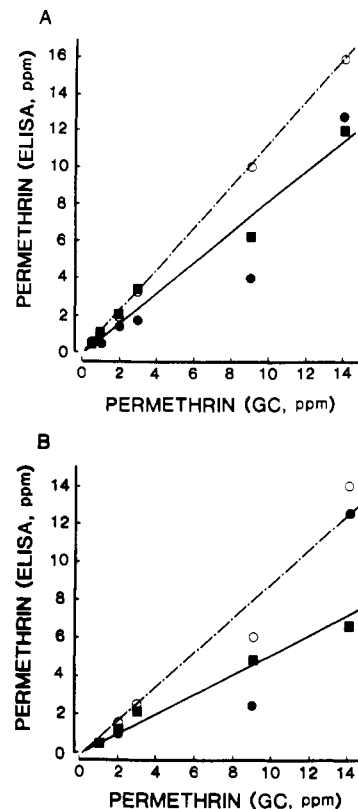 A
16
14
12
10
8
6
4
2
0
PERMETHRIN (ELISA, ppm)
0 2 4 6 8 10 12 14
PERMETHRIN (GC, ppm)
B
14
12
10
8
6
4
2
0
PERMETHRIN (ELISA, ppm)
0 2 4 6 8 10 12 14
PERMETHRIN (GC, ppm)